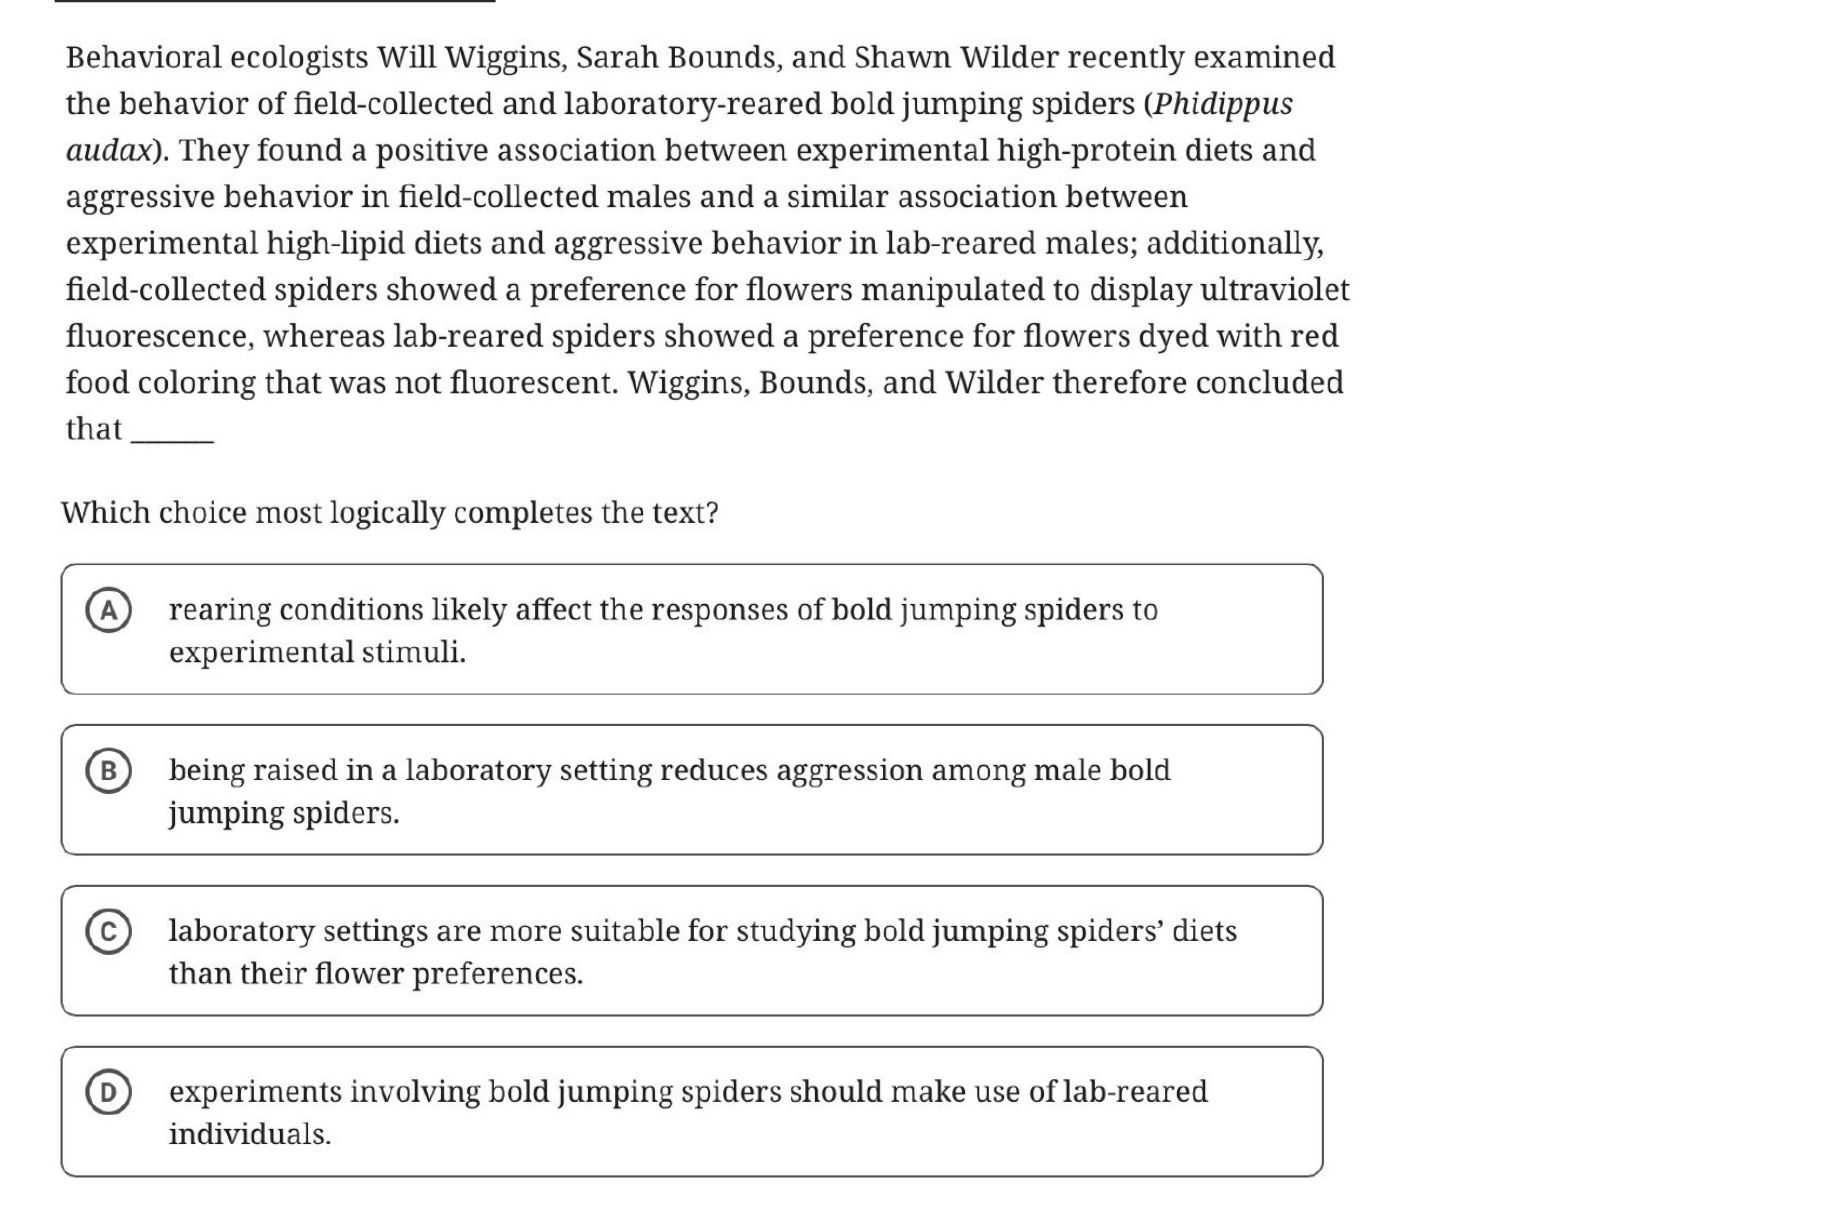 Behavioral ecologists Will Wiggins, Sarah Bounds, and Shawn Wilder recently examined
the behavior of field-collected and laboratory-reared bold jumping spiders (Phidippus
audax). They found a positive association between experimental high-protein diets and
aggressive behavior in field-collected males and a similar association between
experimental high-lipid diets and aggressive behavior in lab-reared males; additionally,
field-collected spiders showed a preference for flowers manipulated to display ultraviolet
fluorescence, whereas lab-reared spiders showed a preference for flowers dyed with red
food coloring that was not fluorescent. Wiggins, Bounds, and Wilder therefore concluded
that ______
Which choice most logically completes the text?
A rearing conditions likely affect the responses of bold jumping spiders to
experimental stimuli.
B being raised in a laboratory setting reduces aggression among male bold
jumping spiders.
C laboratory settings are more suitable for studying bold jumping spiders’ diets
than their flower preferences.
D experiments involving bold jumping spiders should make use of lab-reared
individuals.